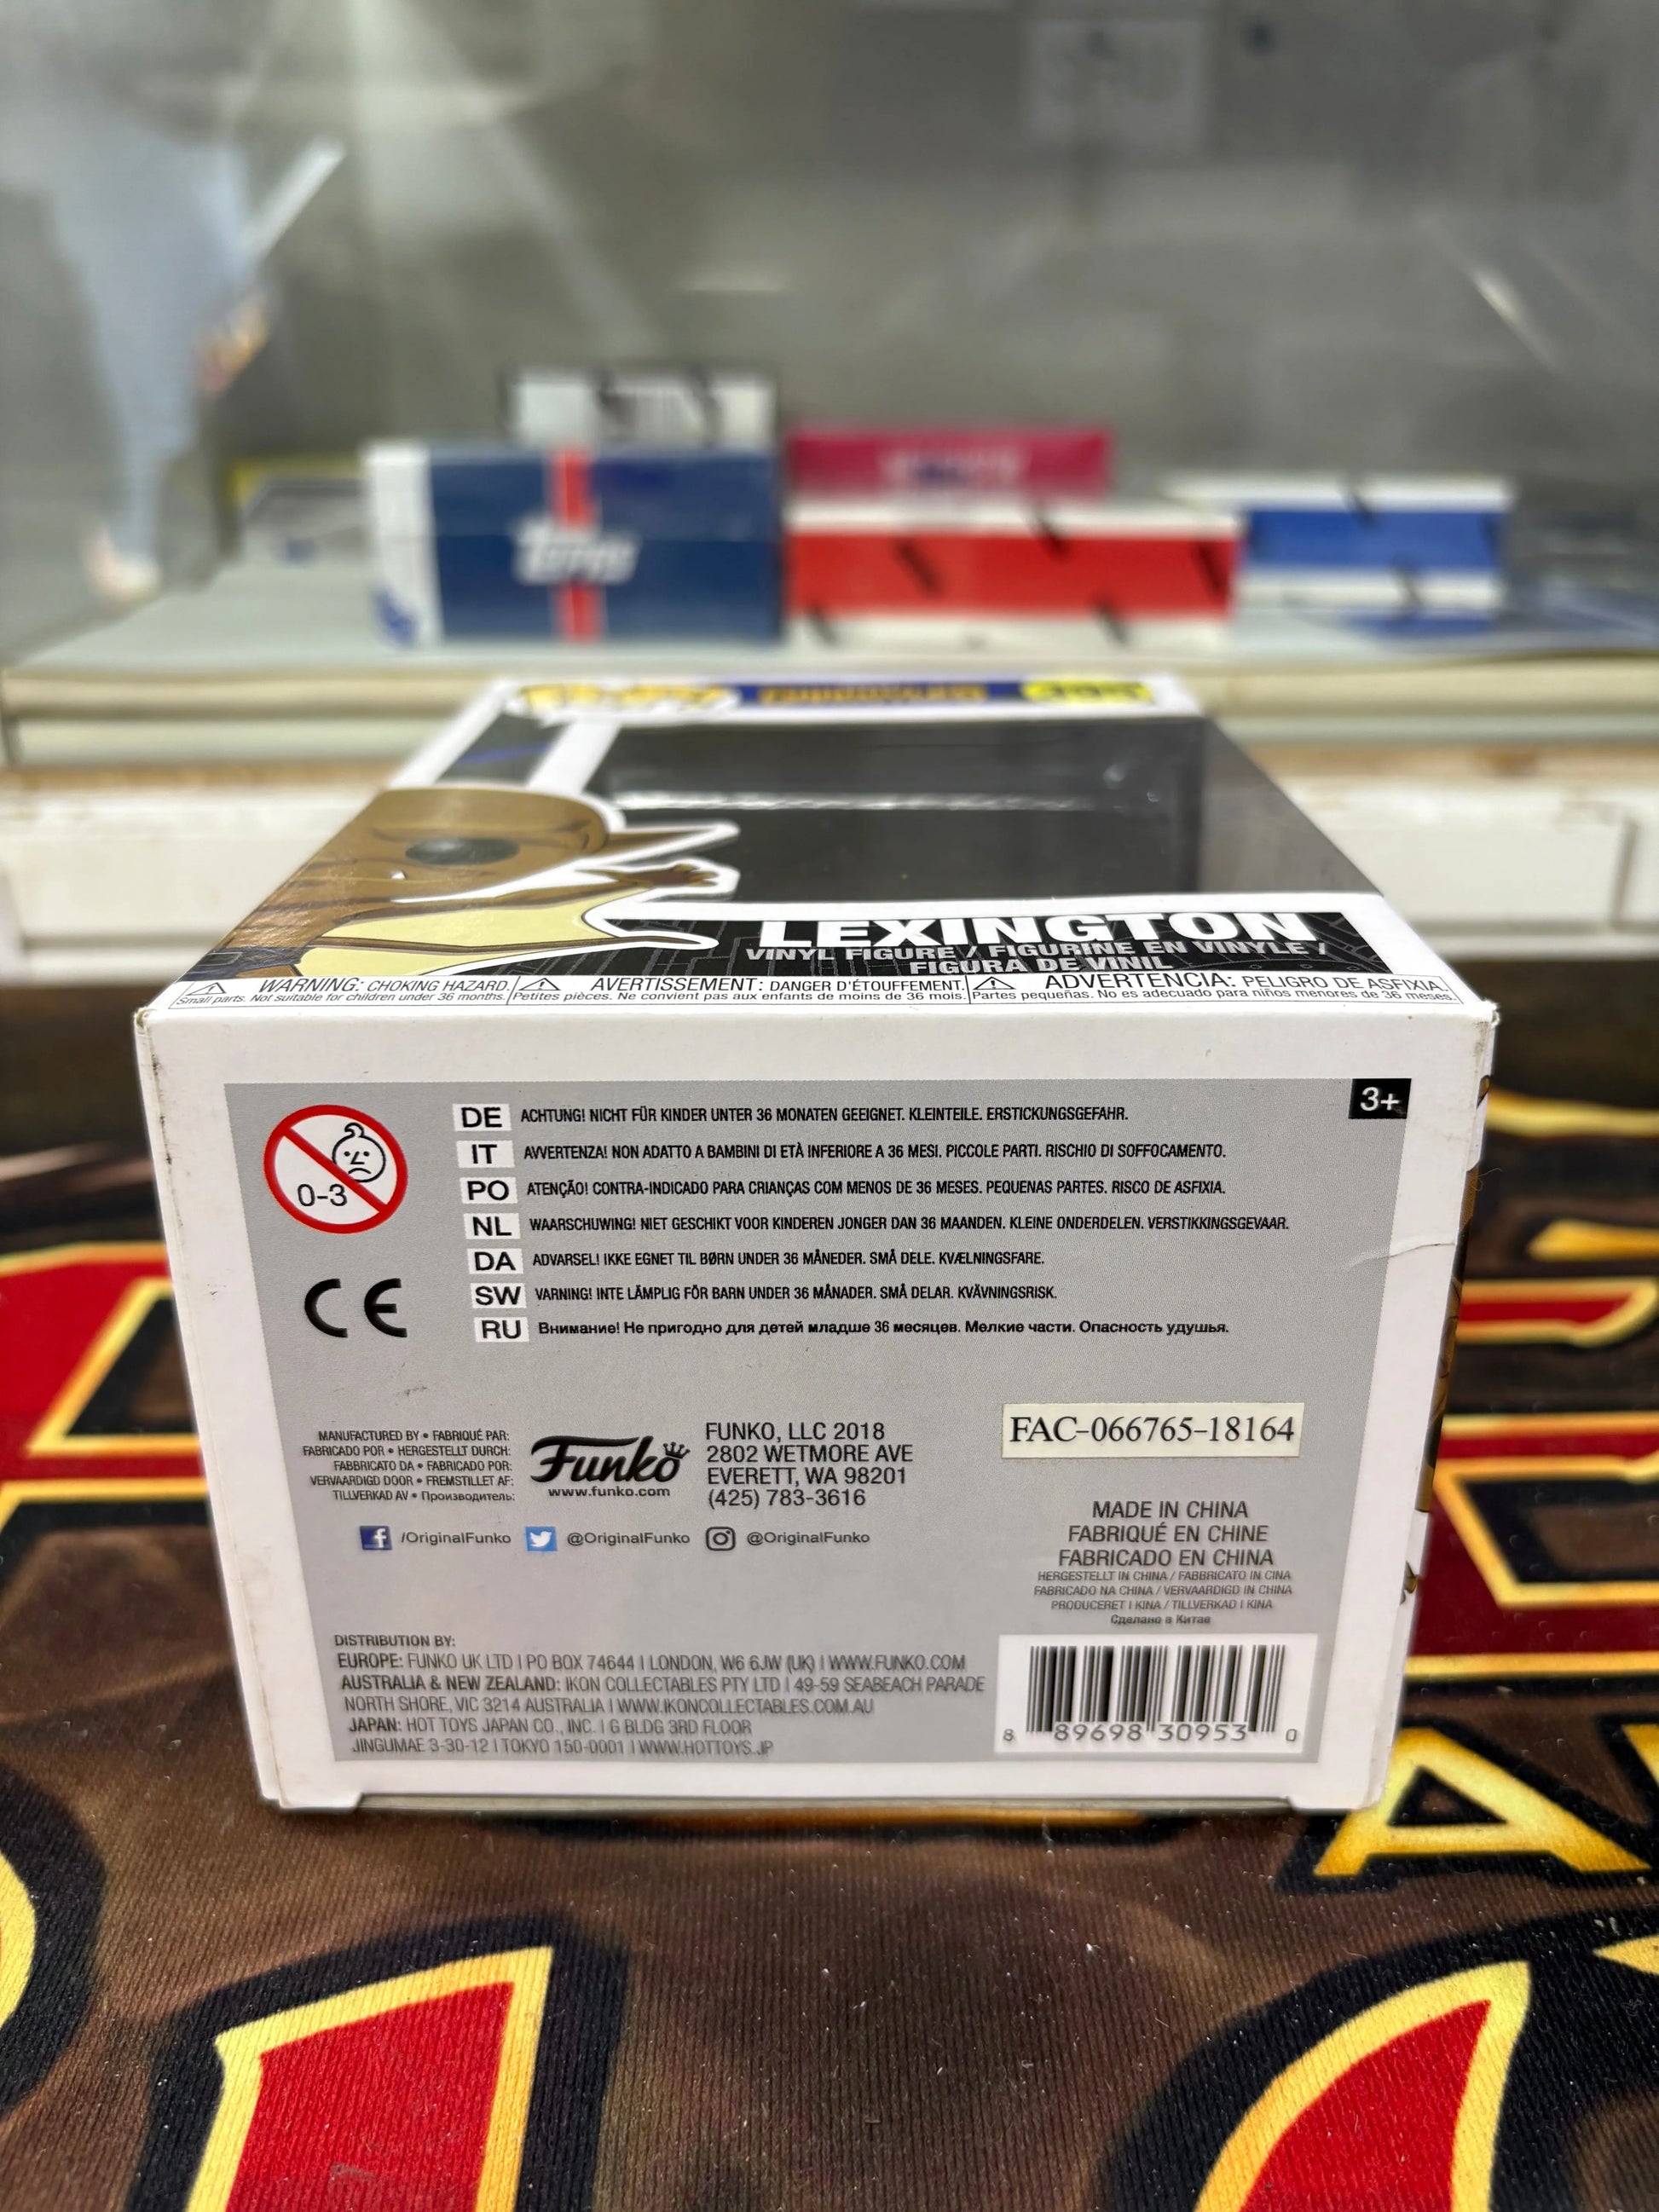 Topps
LEXINGTON
VINYL FIGURE / FIGURINE EN VINYLE /
FIGURA DE VINIL
WARNING: CHOKING HAZARD.
Small parts. Not suitable for children under 36 months.
AVERTISSEMENT: DANGER D'ÉTOUFFEMENT.
Petites pièces. Ne convient pas aux enfants de moins de 36 mois.
ADVERTENCIA: PELIGRO DE ASFIXIA.
Partes pequeñas. No es adecuado para niños menores de 36 meses.
3+
0-3
DE ACHTUNG! NICHT FÜR KINDER UNTER 36 MONATEN GEEIGNET. KLEINTEILE. ERSTICKUNGSGEFAHR.
IT AVVERTENZA! NON ADATTO A BAMBINI DI ETÀ INFERIORE A 36 MESI. PICCOLE PARTI. RISCHIO DI SOFFOCAMENTO.
PO ATENÇÃO! CONTRA-INDICADO PARA CRIANÇAS COM MENOS DE 36 MESES. PEQUENAS PARTES. RISCO DE ASFIXIA.
NL WAARSCHUWING! NIET GESCHIKT VOOR KINDEREN JONGER DAN 36 MAANDEN. KLEINE ONDERDELEN. VERSTIKKINGSGEVAAR.
DA ADVARSEL! IKKE EGNET TIL BØRN UNDER 36 MÅNEDER. SMÅ DELE. KVÆLNINGSFARE.
SW VARNING! INTE LÄMPLIG FÖR BARN UNDER 36 MÅNADER. SMÅ DELAR. KVÄVNINGSRISK.
RU Внимание! Не пригодно для детей младше 36 месяцев. Мелкие части. Опасность удушья.
CE
MANUFACTURED BY • FABRIQUÉ PAR:
FABRICADO POR • HERGESTELLT DURCH:
FABBRICATO DA • FABRICADO POR:
VERVAARDIGD DOOR • FREMSTILLET AF:
TILLVERKAD AV • Производитель:
Funko
www.funko.com
FUNKO, LLC 2018
2802 WETMORE AVE
EVERETT, WA 98201
(425) 783-3616
/OriginalFunko @OriginalFunko @OriginalFunko
FAC-066765-18164
MADE IN CHINA
FABRIQUÉ EN CHINE
FABRICADO EN CHINA
HERGESTELLT IN CHINA / FABBRICATO IN CINA
FABRICADO NA CHINA / VERVAARDIGD IN CHINA
PRODUCERET I KINA / TILLVERKAD I KINA
Сделано в Китае
DISTRIBUTION BY:
EUROPE: FUNKO UK LTD | PO BOX 74644 | LONDON, W6 6JW (UK) | WWW.FUNKO.COM
AUSTRALIA & NEW ZEALAND: IKON COLLECTABLES PTY LTD | 49-59 SEABEACH PARADE
NORTH SHORE, VIC 3214 AUSTRALIA | WWW.IKONCOLLECTABLES.COM.AU
JAPAN: HOT TOYS JAPAN CO., INC. | G BLDG 3RD FLOOR
JINGUMAE 3-30-12 | TOKYO 150-0001 | WWW.HOTTOYS.JP
8 89698 30953 0